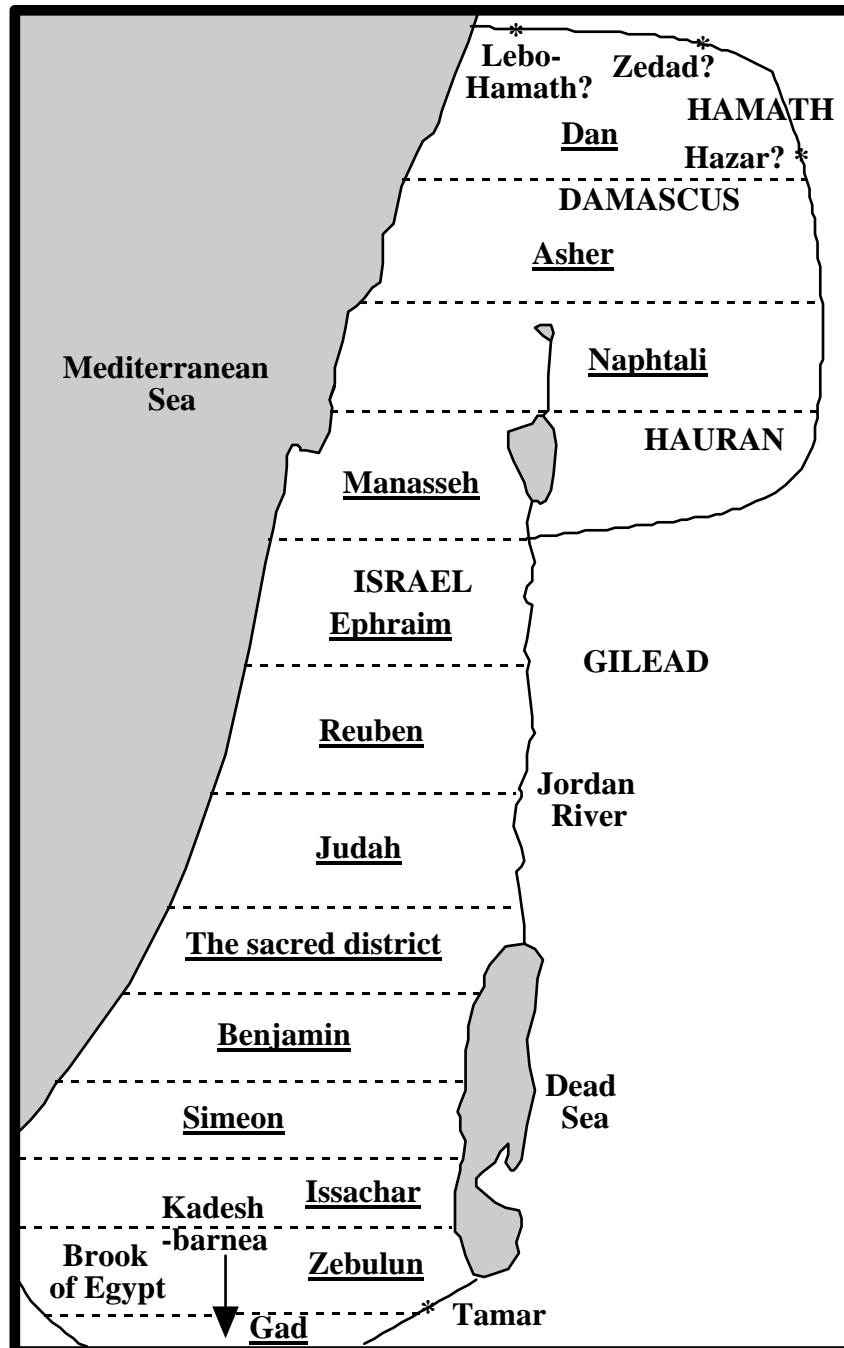 *
*
Lebo-
Hamath?
Zedad?
HAMATH
Dan
Hazar? *
DAMASCUS
Asher
Naphtali
Mediterranean
Sea
HAURAN
Manasseh
ISRAEL
Ephraim
GILEAD
Reuben
Jordan
River
Judah
The sacred district
Benjamin
Dead
Sea
Simeon
Issachar
Kadesh
-barnea
Brook
of Egypt
Zebulun
* Tamar
Gad